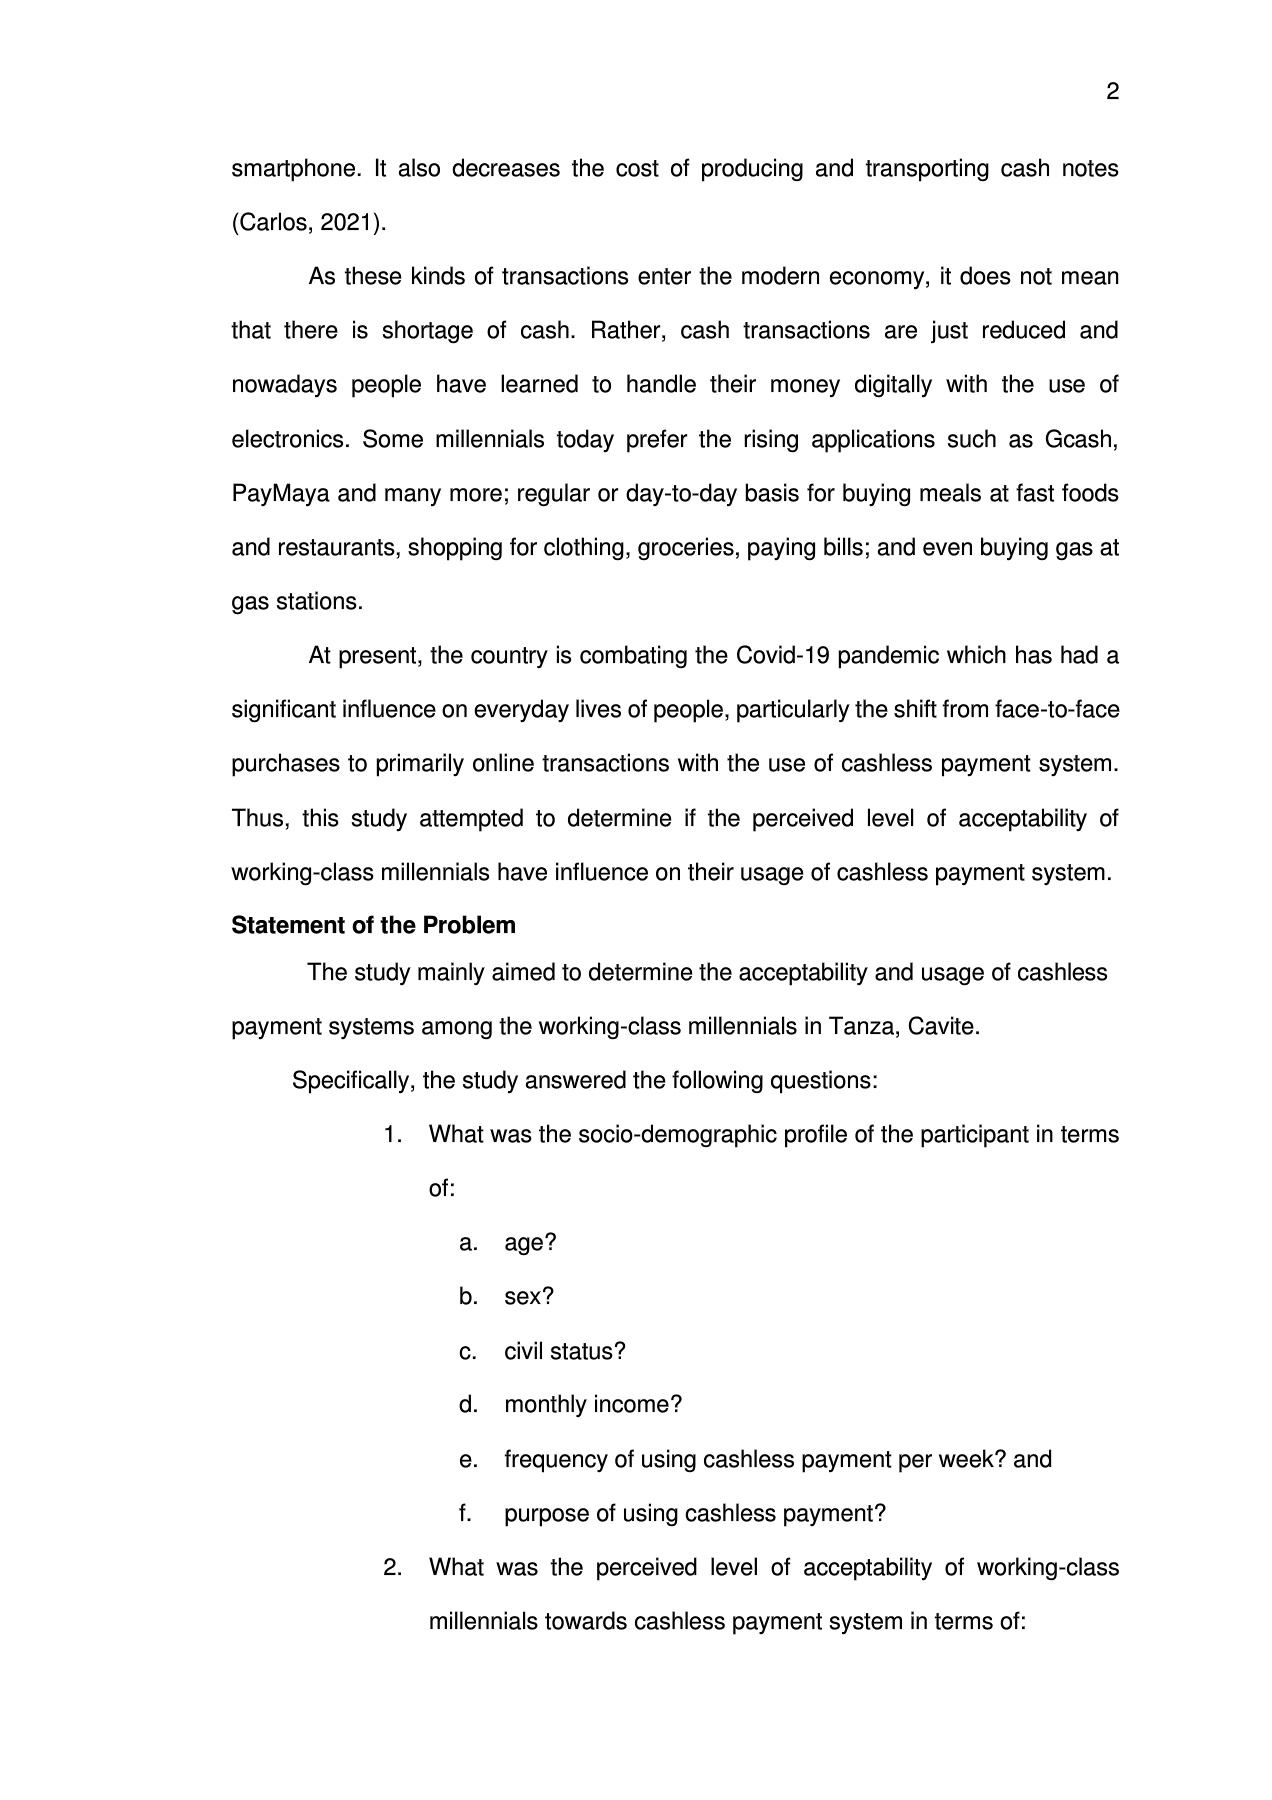 2
smartphone. It also decreases the cost of producing and transporting cash notes
(Carlos, 2021).
As these kinds of transactions enter the modern economy, it does not mean
that there is shortage of cash. Rather, cash transactions are just reduced and
nowadays people have learned to handle their money digitally with the use of
electronics. Some millennials today prefer the rising applications such as Gcash,
PayMaya and many more; regular or day-to-day basis for buying meals at fast foods
and restaurants, shopping for clothing, groceries, paying bills; and even buying gas at
gas stations.
At present, the country is combating the Covid-19 pandemic which has had a
significant influence on everyday lives of people, particularly the shift from face-to-face
purchases to primarily online transactions with the use of cashless payment system.
Thus, this study attempted to determine if the perceived level of acceptability of
working-class millennials have influence on their usage of cashless payment system.
Statement of the Problem
The study mainly aimed to determine the acceptability and usage of cashless
payment systems among the working-class millennials in Tanza, Cavite.
Specifically, the study answered the following questions:
1. What was the socio-demographic profile of the participant in terms
of:
a. age?
b. sex?
c. civil status?
d. monthly income?
e. frequency of using cashless payment per week? and
f. purpose of using cashless payment?
2. What was the perceived level of acceptability of working-class
millennials towards cashless payment system in terms of: